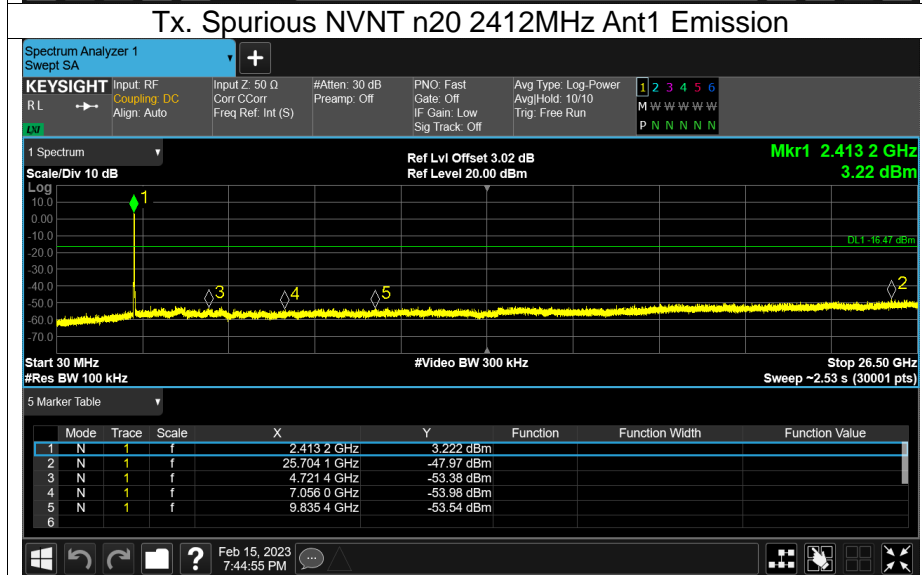 Tx. Spurious NVNT n20 2412MHz Ant1 Emission
Spectrum Analyzer 1
Swept SA
+
KEYSIGHT Input: RF Input Z: 50 Ω #Atten: 30 dB PNO: Fast Avg Type: Log-Power 1 2 3 4 5 6
R L Coupling: DC Corr CCorr Preamp: Off Gate: Off Avg|Hold: 10/10 M W W W W W
Align: Auto Freq Ref: Int (S) IF Gain: Low Trig: Free Run
LXI Sig Track: Off P N N N N N
1 Spectrum Ref Lvl Offset 3.02 dB Mkr1 2.413 2 GHz
Scale/Div 10 dB Ref Level 20.00 dBm 3.22 dBm
Log
10.0 1
0.00
-10.0 DL1 -16.47 dBm
-20.0
-30.0
-40.0 3 4 5 2
-50.0
-60.0
-70.0
Start 30 MHz #Video BW 300 kHz Stop 26.50 GHz
#Res BW 100 kHz Sweep ~2.53 s (30001 pts)
5 Marker Table
Mode Trace Scale X Y Function Function Width Function Value
1 N 1 f 2.413 2 GHz 3.222 dBm
2 N 1 f 25.704 1 GHz -47.97 dBm
3 N 1 f 4.721 4 GHz -53.38 dBm
4 N 1 f 7.056 0 GHz -53.98 dBm
5 N 1 f 9.835 4 GHz -53.54 dBm
6
? Feb 15, 2023
7:44:55 PM